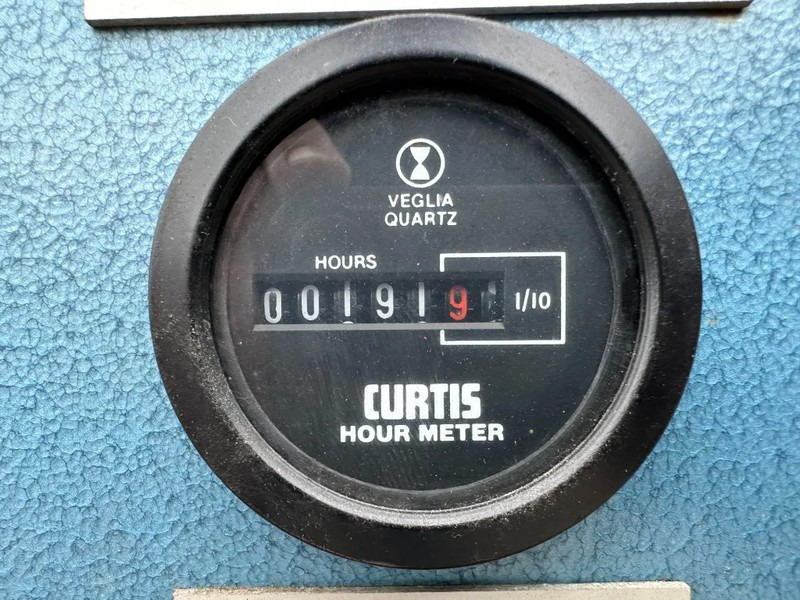 VEGLIA
QUARTZ
HOURS
001919 1/10
CURTIS
HOUR METER